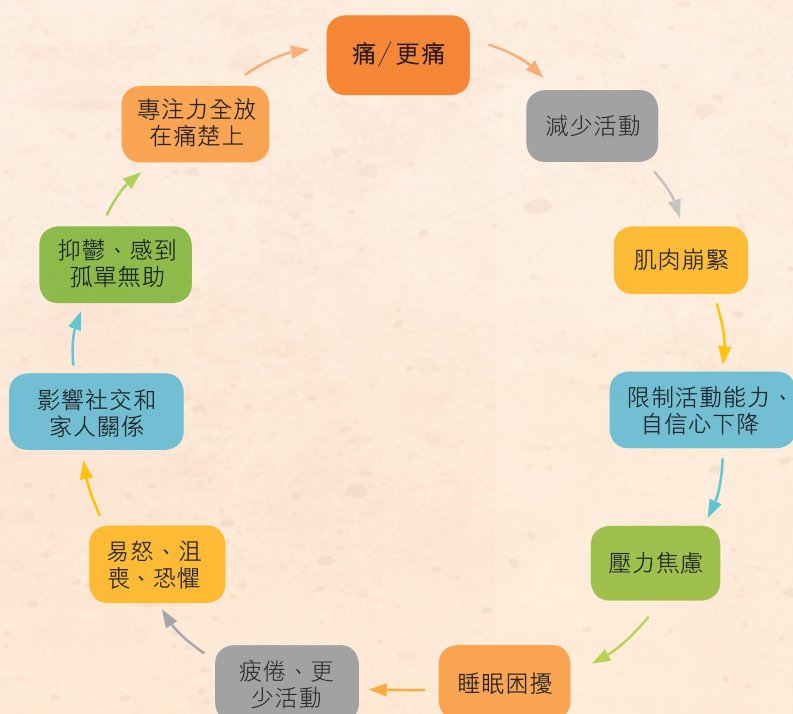 痛/更痛
減少活動
肌肉崩緊
限制活動能力、
自信心下降
壓力焦慮
睡眠困擾
疲倦、更
少活動
易怒、沮
喪、恐懼
影響社交和
家人關係
抑鬱、感到
孤單無助
專注力全放
在痛楚上